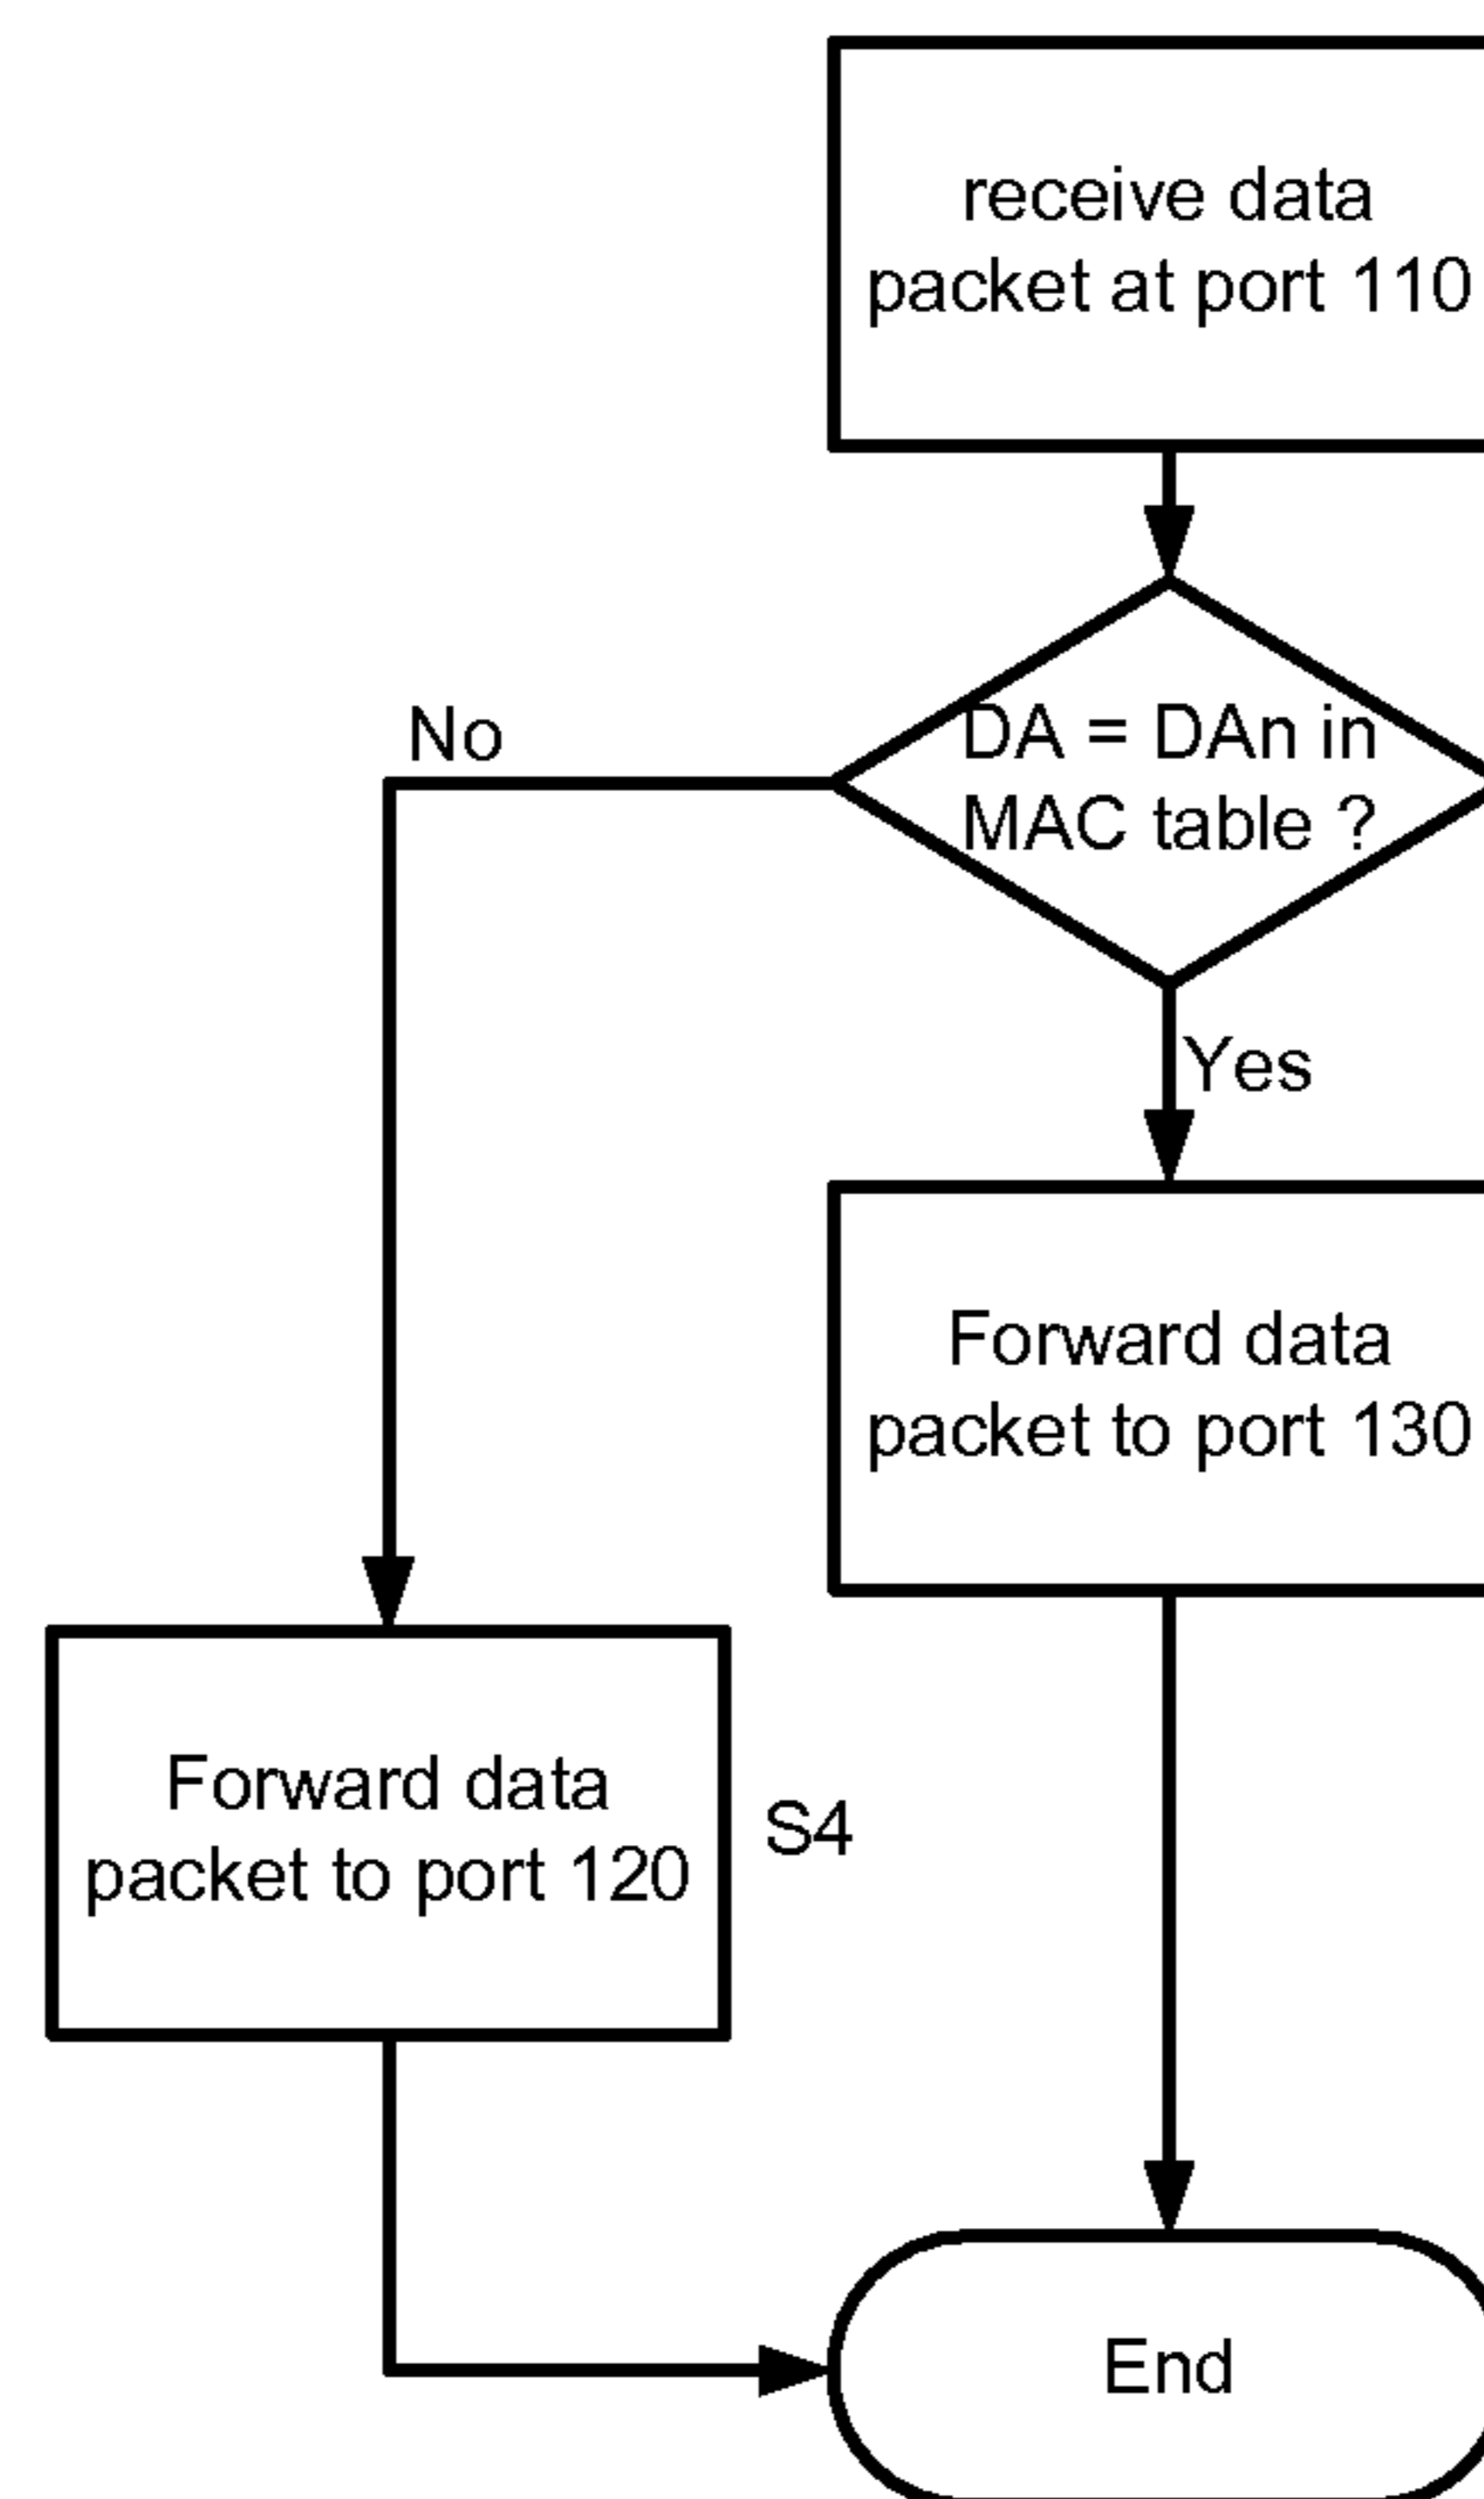 receive data
packet at port 110
DA = DAn in
MAC table ?
No
Yes
Forward data
packet to port 130
Forward data
packet to port 120
S4
End